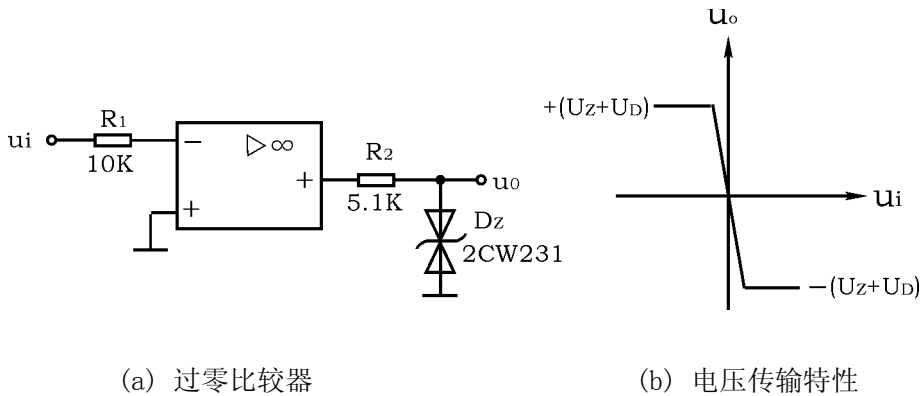 ui
R₁
10K
−
+
▷∞
+
R₂
5.1K
u₀
Dz
2CW231
(a) 过零比较器
uₒ
+(Uz+UD)
ui
−(Uz+UD)
(b) 电压传输特性